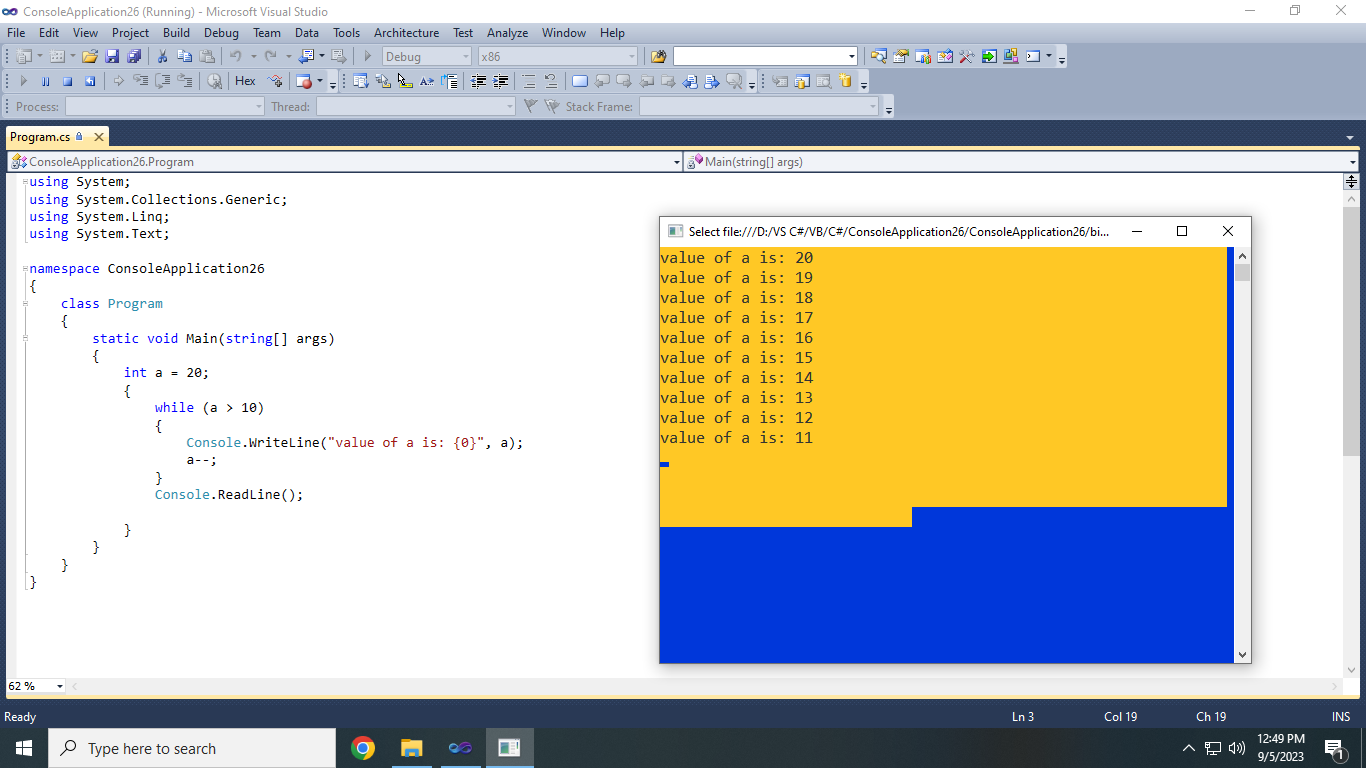 ConsoleApplication26 (Running) - Microsoft Visual Studio
File Edit View Project Build Debug Team Data Tools Architecture Test Analyze Window Help
Debug x86
Hex
Process: Thread: Stack Frame:
Program.cs
ConsoleApplication26.Program Main(string[] args)
using System;
using System.Collections.Generic;
using System.Linq;
using System.Text;
namespace ConsoleApplication26
{
class Program
{
static void Main(string[] args)
{
int a = 20;
{
while (a > 10)
{
Console.WriteLine("value of a is: {0}", a);
a--;
}
Console.ReadLine();
}
}
}
}
Select file:///D:/VS C#/VB/C#/ConsoleApplication26/ConsoleApplication26/bi...
value of a is: 20
value of a is: 19
value of a is: 18
value of a is: 17
value of a is: 16
value of a is: 15
value of a is: 14
value of a is: 13
value of a is: 12
value of a is: 11
62 %
Ready Ln 3 Col 19 Ch 19 INS
Type here to search
12:49 PM
9/5/2023
1